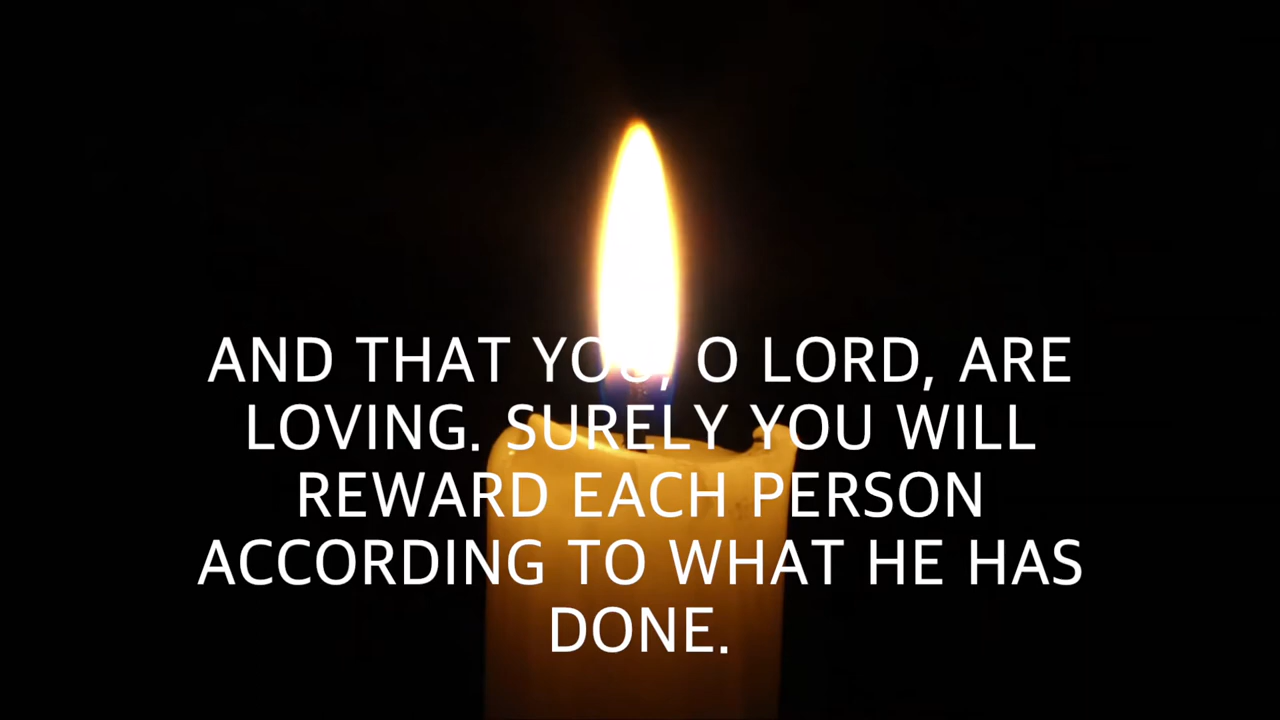 AND THAT YOU, O LORD, ARE
LOVING. SURELY YOU WILL
REWARD EACH PERSON
ACCORDING TO WHAT HE HAS
DONE.